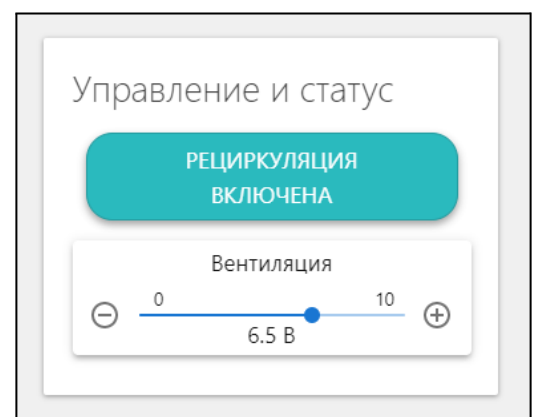 Управление и статус
РЕЦИРКУЛЯЦИЯ
ВКЛЮЧЕНА
Вентиляция
0 10
6.5 В